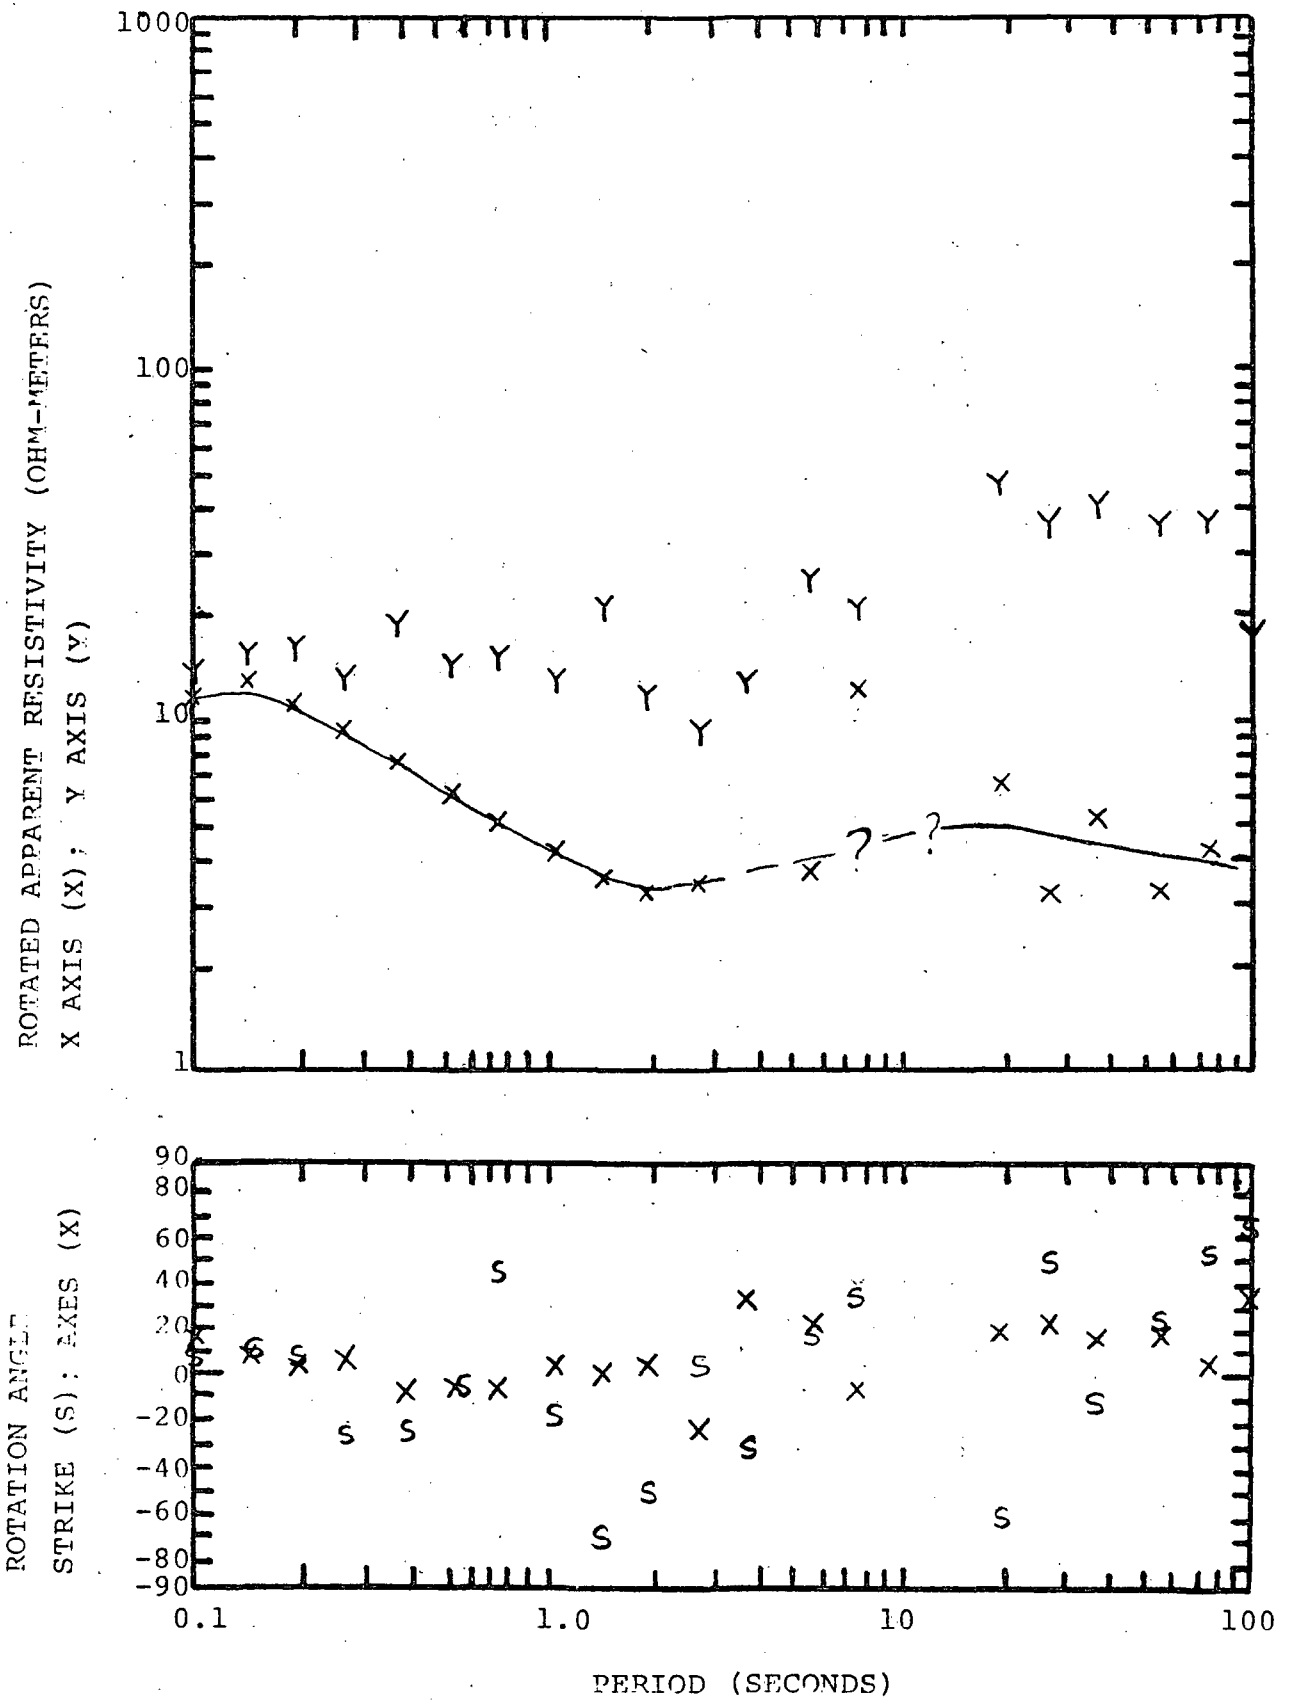 1000
100
10
1
ROTATED APPARENT RESISTIVITY (OHM-METERS)
X AXIS (X); Y AXIS (Y)
? ?
90
80
60
40
20
0
-20
-40
-60
-80
-90
ROTATION ANGLE
STRIKE (S); AXES (X)
0.1 1.0 10 100
PERIOD (SECONDS)